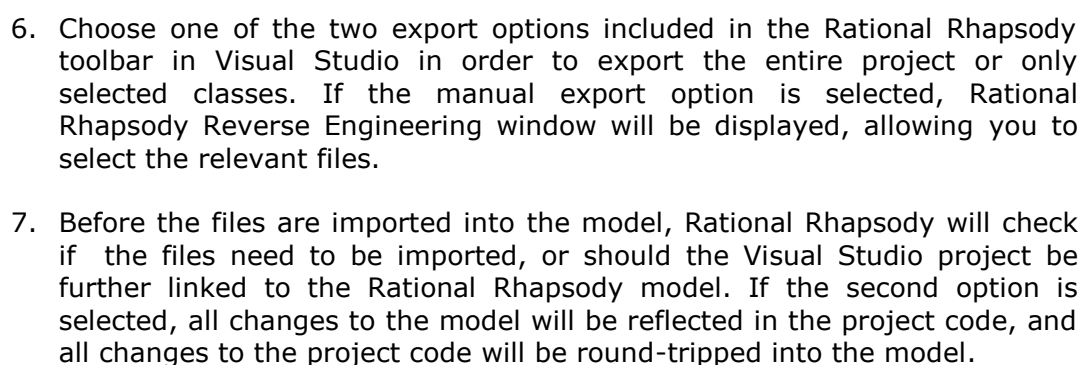 6. Choose one of the two export options included in the Rational Rhapsody
toolbar in Visual Studio in order to export the entire project or only
selected classes. If the manual export option is selected, Rational
Rhapsody Reverse Engineering window will be displayed, allowing you to
select the relevant files.
7. Before the files are imported into the model, Rational Rhapsody will check
if the files need to be imported, or should the Visual Studio project be
further linked to the Rational Rhapsody model. If the second option is
selected, all changes to the model will be reflected in the project code, and
all changes to the project code will be round-tripped into the model.